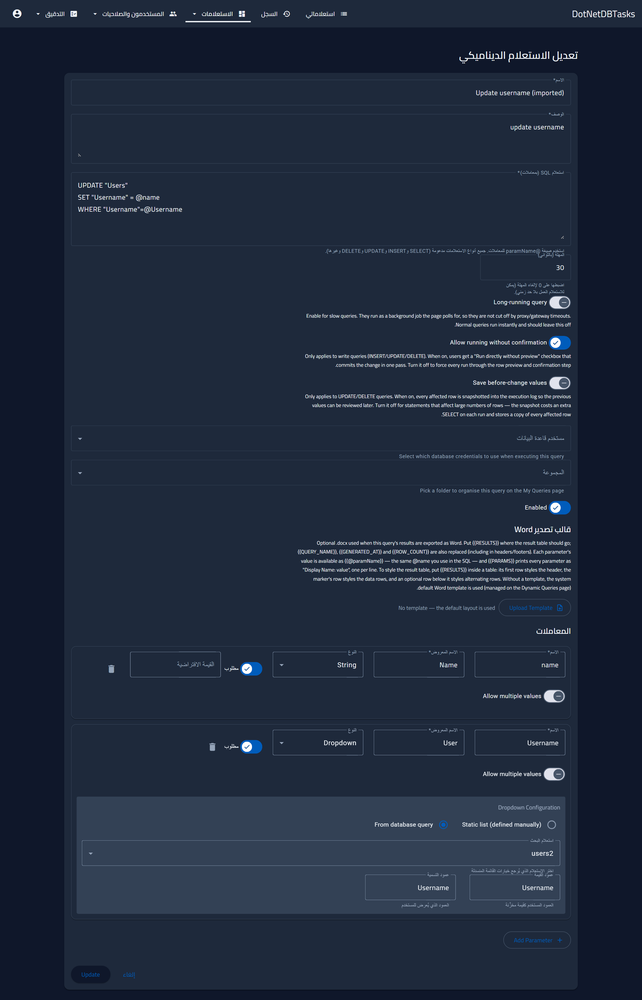 DotNetDBTasks
استعلاماتي
السجل
الاستعلامات
المستخدمون والصلاحيات
التدقيق
تعديل الاستعلام الديناميكي
الاسم*
Update username (imported)
الوصف*
update username
استعلام SQL (بمعاملات)*
UPDATE "Users"
SET "Username" = @name
WHERE "Username"=@Username
استخدم صيغة @paramName للمعاملات. جميع أنواع الاستعلامات مدعومة (SELECT وINSERT وUPDATE وDELETE وغيرها).
المهلة (بالثواني)
30
اضبطها على 0 لإلغاء المهلة (يمكن
للاستعلام العمل بلا حد زمني).
Long-running query
Enable for slow queries. They run as a background job the page polls for, so they are not cut off by proxy/gateway timeouts.
Normal queries run instantly and should leave this off.
Allow running without confirmation
Only applies to write queries (INSERT/UPDATE/DELETE). When on, users get a "Run directly without preview" checkbox that
commits the change in one pass. Turn it off to force every run through the row preview and confirmation step.
Save before-change values
Only applies to UPDATE/DELETE queries. When on, every affected row is snapshotted into the execution log so the previous
values can be reviewed later. Turn it off for statements that affect large numbers of rows — the snapshot costs an extra
SELECT on each run and stores a copy of every affected row.
مستخدم قاعدة البيانات
Select which database credentials to use when executing this query
المجموعة
Pick a folder to organise this query on the My Queries page
Enabled
قالب تصدير Word
Optional .docx used when this query's results are exported as Word. Put {{RESULTS}} where the result table should go;
{{QUERY_NAME}}, {{GENERATED_AT}} and {{ROW_COUNT}} are also replaced (including in headers/footers). Each parameter's
value is available as {{@paramName}} — the same @name you use in the SQL — and {{PARAMS}} prints every parameter as
"Display Name: value", one per line. To style the result table, put {{RESULTS}} inside a table: its first row styles the header, the
marker's row styles the data rows, and an optional row below it styles alternating rows. Without a template, the system
default Word template is used (managed on the Dynamic Queries page).
Upload Template
No template — the default layout is used
المعاملات
الاسم*
name
الاسم المعروض*
Name
النوع
String
مطلوب
القيمة الافتراضية
Allow multiple values
الاسم*
Username
الاسم المعروض*
User
النوع
Dropdown
مطلوب
Allow multiple values
Dropdown Configuration
Static list (defined manually)
From database query
استعلام البحث
users2
اختر الاستعلام الذي يُرجع خيارات القائمة المنسدلة
عمود القيمة
Username
العمود المستخدم كقيمة مخزَّنة
عمود التسمية
Username
العمود الذي يُعرض للمستخدم
Add Parameter
إلغاء
Update